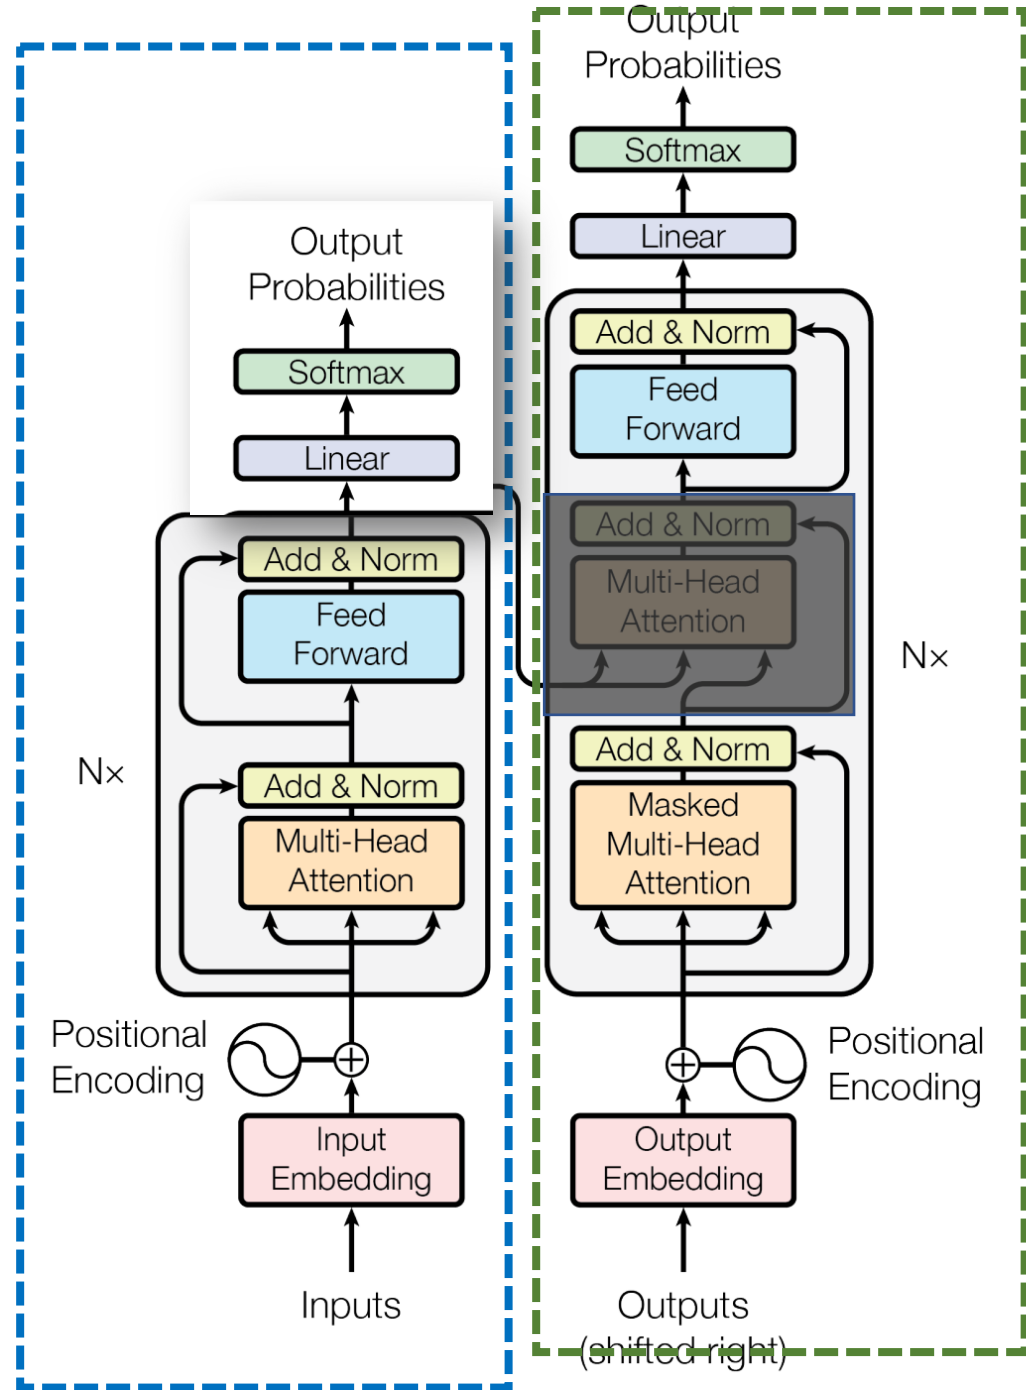 Output
Probabilities
Softmax
Linear
Add & Norm
Feed
Forward
Add & Norm
Multi-Head
Attention
N×
Positional
Encoding
Input
Embedding
Inputs
Output
Probabilities
Softmax
Linear
Add & Norm
Feed
Forward
Add & Norm
Multi-Head
Attention
N×
Add & Norm
Masked
Multi-Head
Attention
Positional
Encoding
Output
Embedding
Outputs
(shifted right)